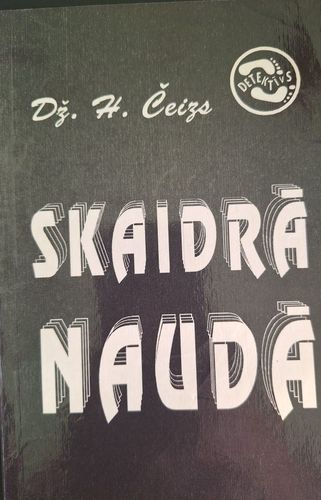 DETEKTĪVS
Dž. H. Čeizs
SKAIDRĀ
NAUDĀ